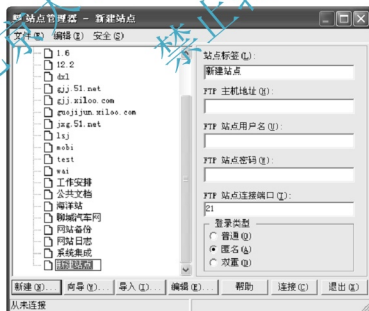 站点管理器 - 新建站点
文件(F) 编辑(E) 安全(S)
1.6
12.2
dxl
gjj.51.net
gjj.xiloo.com
guojijun.xiloo.com
jxg.51.net
lxj
mobi
test
wai
工作安排
公共文档
海洋站
聊城汽车网
网站备份
网站日志
系统集成
新建站点
站点标签(L):
新建站点
FTP 主机地址(H):
FTP 站点用户名(U):
FTP 站点密码(W):
FTP 站点连接端口(T):
21
登录类型
普通(O)
匿名(A)
双重(D)
新建(N)... 向导(Y)... 导入(I)... 编辑(E)... 帮助 连接(C) 退出(X)
从未连接
禁止